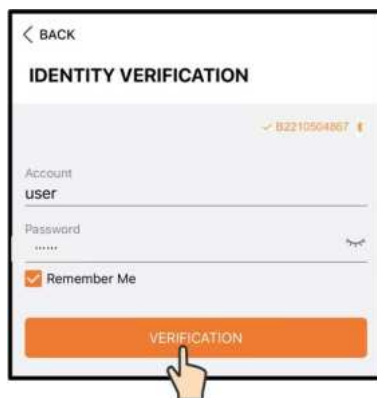 BACK
IDENTITY VERIFICATION
B2210504867
Account
user
Password
......
Remember Me
VERIFICATION